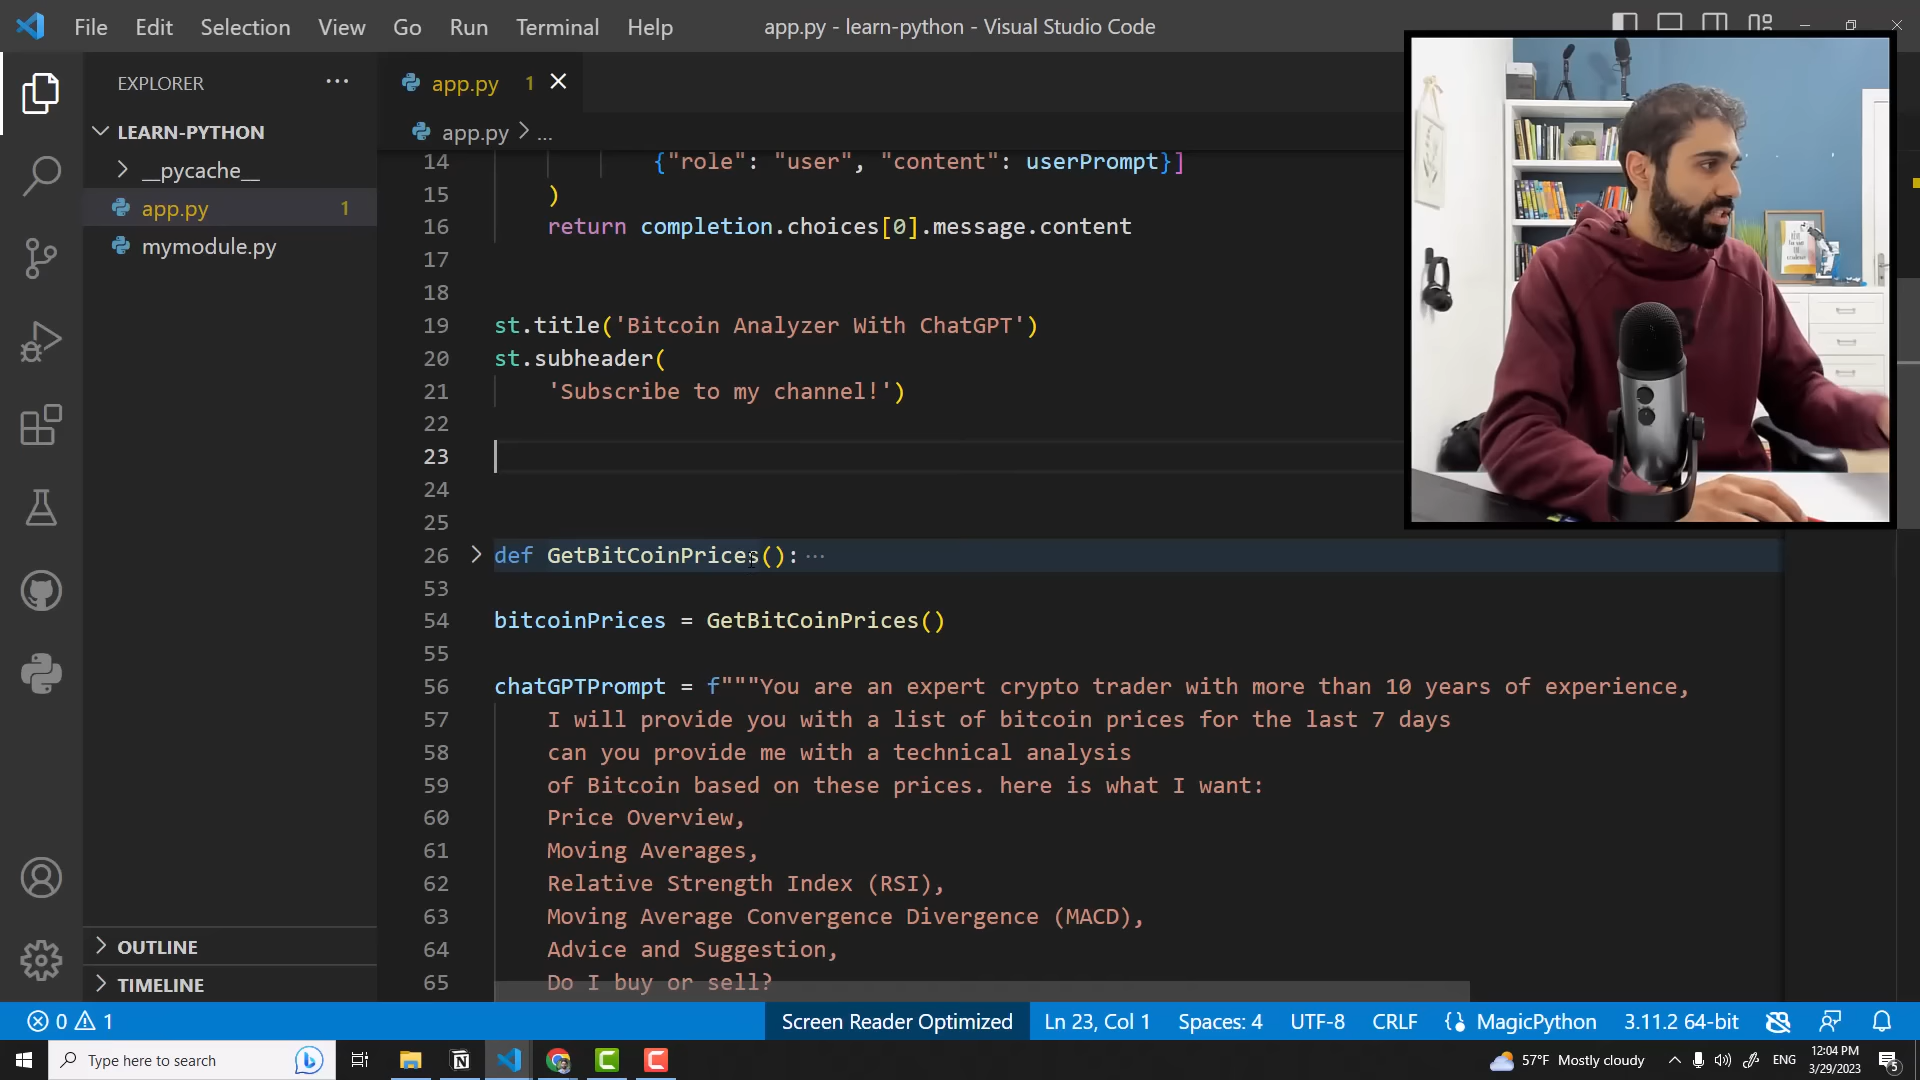 File Edit Selection View Go Run Terminal Help
app.py - learn-python - Visual Studio Code
EXPLORER
LEARN-PYTHON
__pycache__
app.py 1
mymodule.py
OUTLINE
TIMELINE
app.py 1
app.py > ...
14 {"role": "user", "content": userPrompt}]
15 )
16 return completion.choices[0].message.content
17
18
19 st.title('Bitcoin Analyzer With ChatGPT')
20 st.subheader(
21 'Subscribe to my channel!')
22
23
24
25
26 def GetBitCoinPrices(): ...
53
54 bitcoinPrices = GetBitCoinPrices()
55
56 chatGPTPrompt = f"""You are an expert crypto trader with more than 10 years of experience,
57 I will provide you with a list of bitcoin prices for the last 7 days
58 can you provide me with a technical analysis
59 of Bitcoin based on these prices. here is what I want:
60 Price Overview,
61 Moving Averages,
62 Relative Strength Index (RSI),
63 Moving Average Convergence Divergence (MACD),
64 Advice and Suggestion,
65 Do I buy or sell?
0 1 Screen Reader Optimized Ln 23, Col 1 Spaces: 4 UTF-8 CRLF MagicPython 3.11.2 64-bit
Type here to search
57°F Mostly cloudy
ENG
12:04 PM
3/29/2023
5